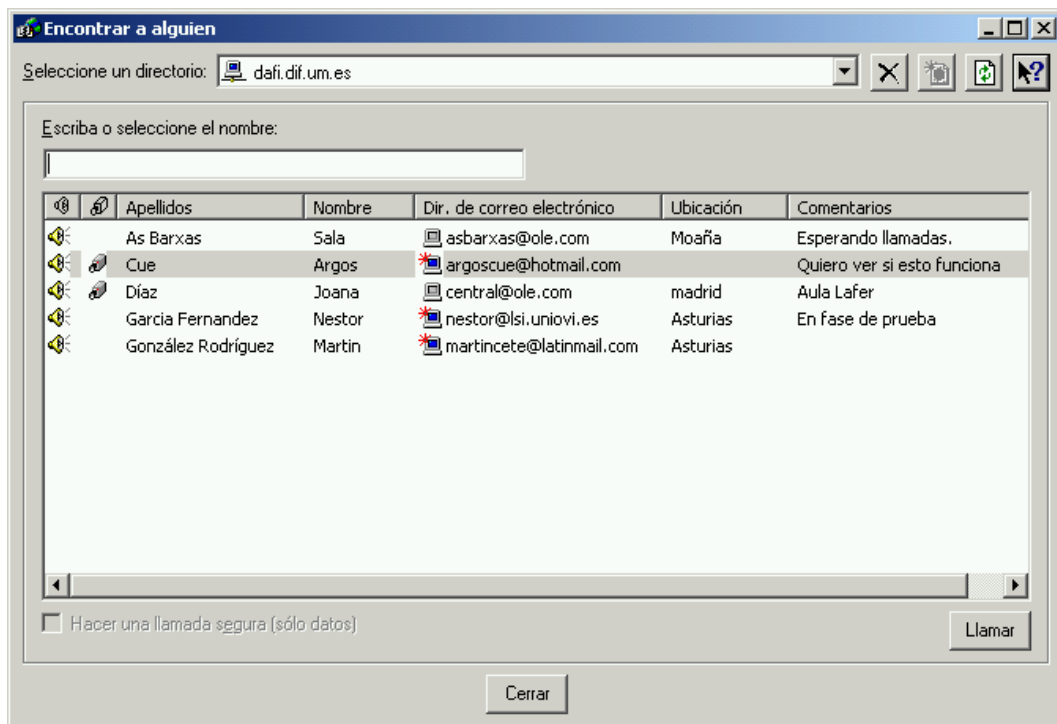 Encontrar a alguien
Seleccione un directorio: dafi.dif.um.es
Escriba o seleccione el nombre:
Apellidos Nombre Dir. de correo electrónico Ubicación Comentarios
As Barxas Sala asbarxas@ole.com Moaña Esperando llamadas.
Cue Argos argoscue@hotmail.com Quiero ver si esto funciona
Díaz Joana central@ole.com madrid Aula Lafer
Garcia Fernandez Nestor nestor@lsi.uniovi.es Asturias En fase de prueba
González Rodríguez Martin martincete@latinmail.com Asturias
Hacer una llamada segura (sólo datos)
Llamar
Cerrar